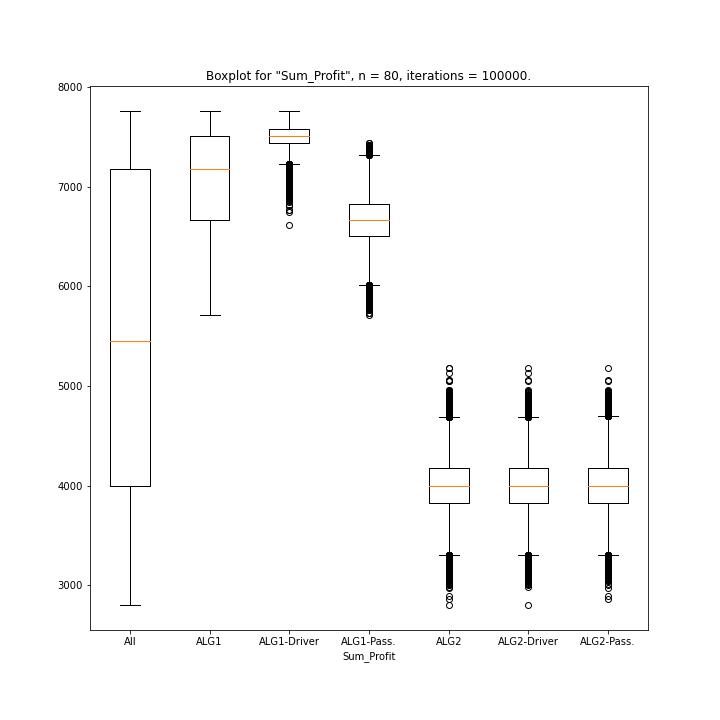 Boxplot for "Sum_Profit", n = 80, iterations = 100000.
8000
7000
6000
5000
4000
3000
All ALG1 ALG1-Driver ALG1-Pass. ALG2 ALG2-Driver ALG2-Pass.
Sum_Profit